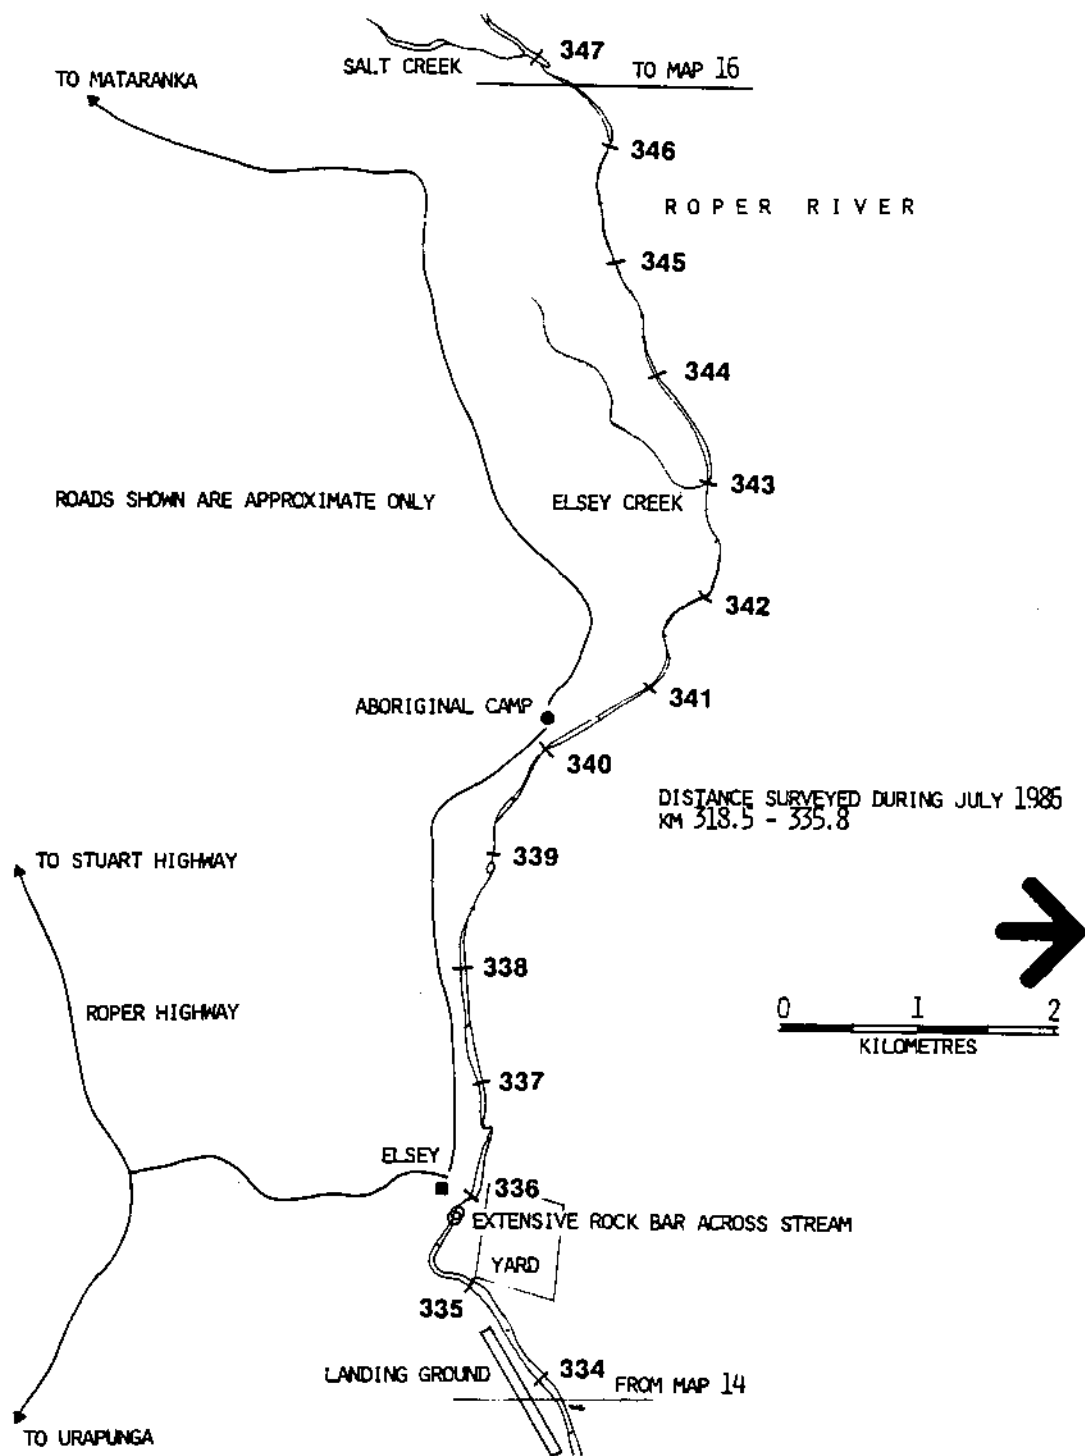 347
SALT CREEK
TO MAP 16
TO MATARANKA
346
ROPER RIVER
345
344
343
ROADS SHOWN ARE APPROXIMATE ONLY
ELSEY CREEK
342
341
ABORIGINAL CAMP
340
DISTANCE SURVEYED DURING JULY 1986
KM 318.5 - 335.8
339
TO STUART HIGHWAY
338
ROPER HIGHWAY
0 1 2
KILOMETRES
337
ELSEY
336
EXTENSIVE ROCK BAR ACROSS STREAM
YARD
335
LANDING GROUND
334
FROM MAP 14
TO URAPUNGA